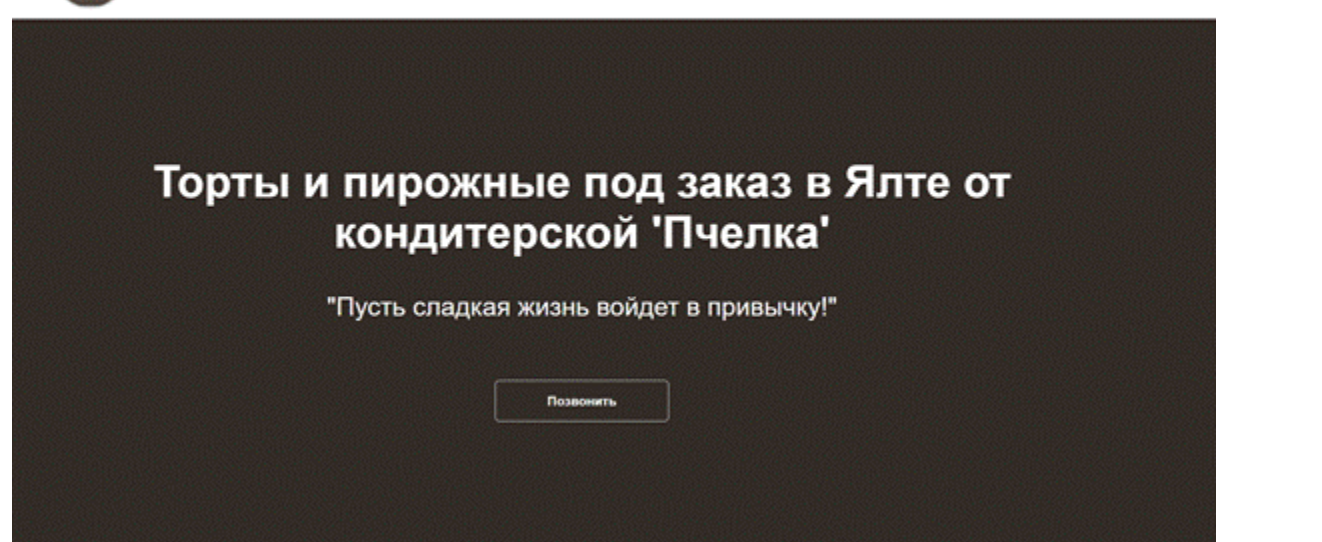 Торты и пирожные под заказ в Ялте от
кондитерской 'Пчелка'
"Пусть сладкая жизнь войдет в привычку!"
Позвонить